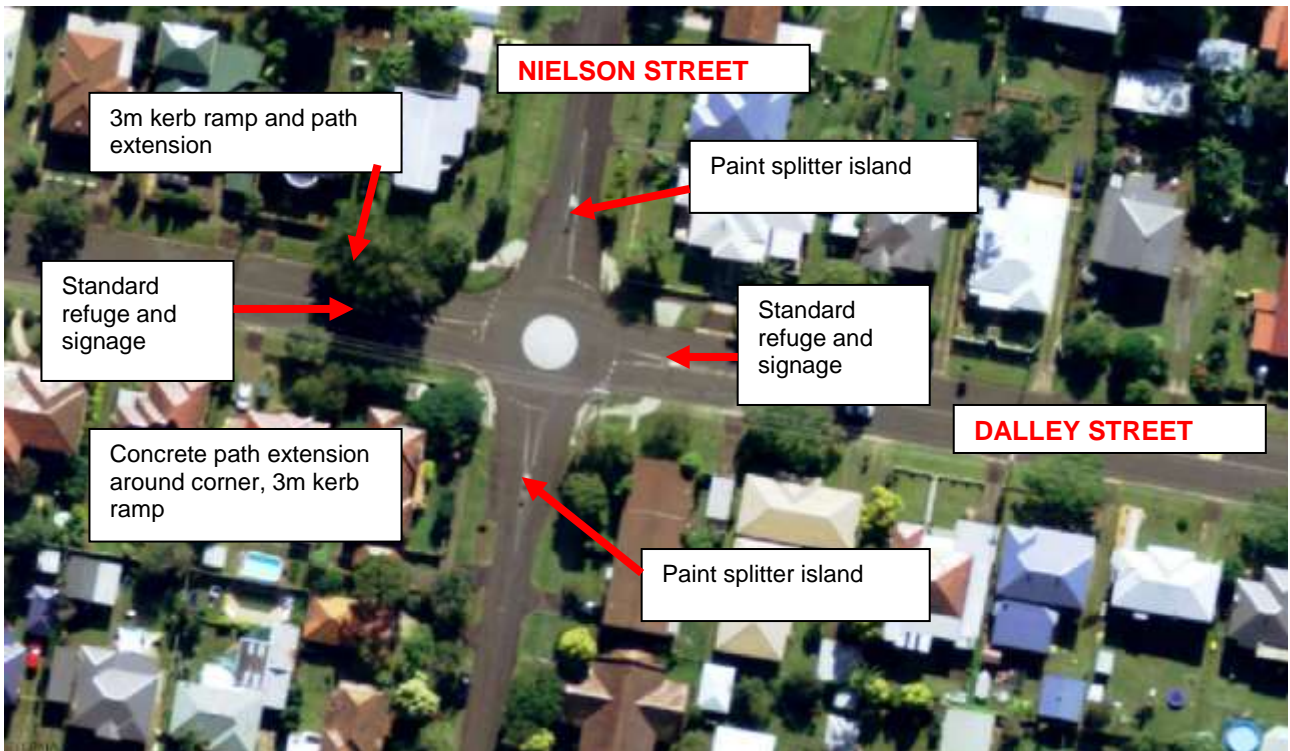 NIELSON STREET
3m kerb ramp and path
extension
Paint splitter island
Standard
refuge and
signage
Standard
refuge and
signage
DALLEY STREET
Concrete path extension
around corner, 3m kerb
ramp
Paint splitter island